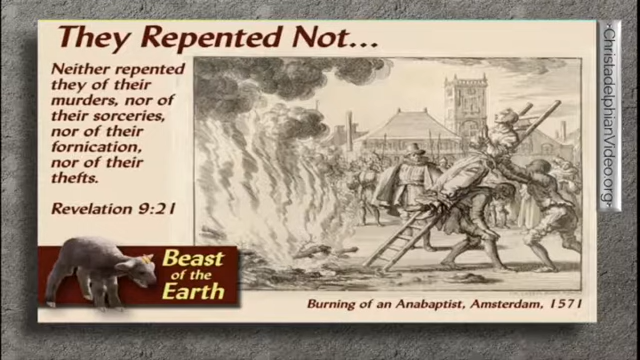 They Repented Not...
Neither repented
they of their
murders, nor of
their sorceries,
nor of their
fornication,
nor of their
thefts.
Revelation 9:21
Beast
of the
Earth
Burning of an Anabaptist, Amsterdam, 1571
ChristadelphianVideo.org